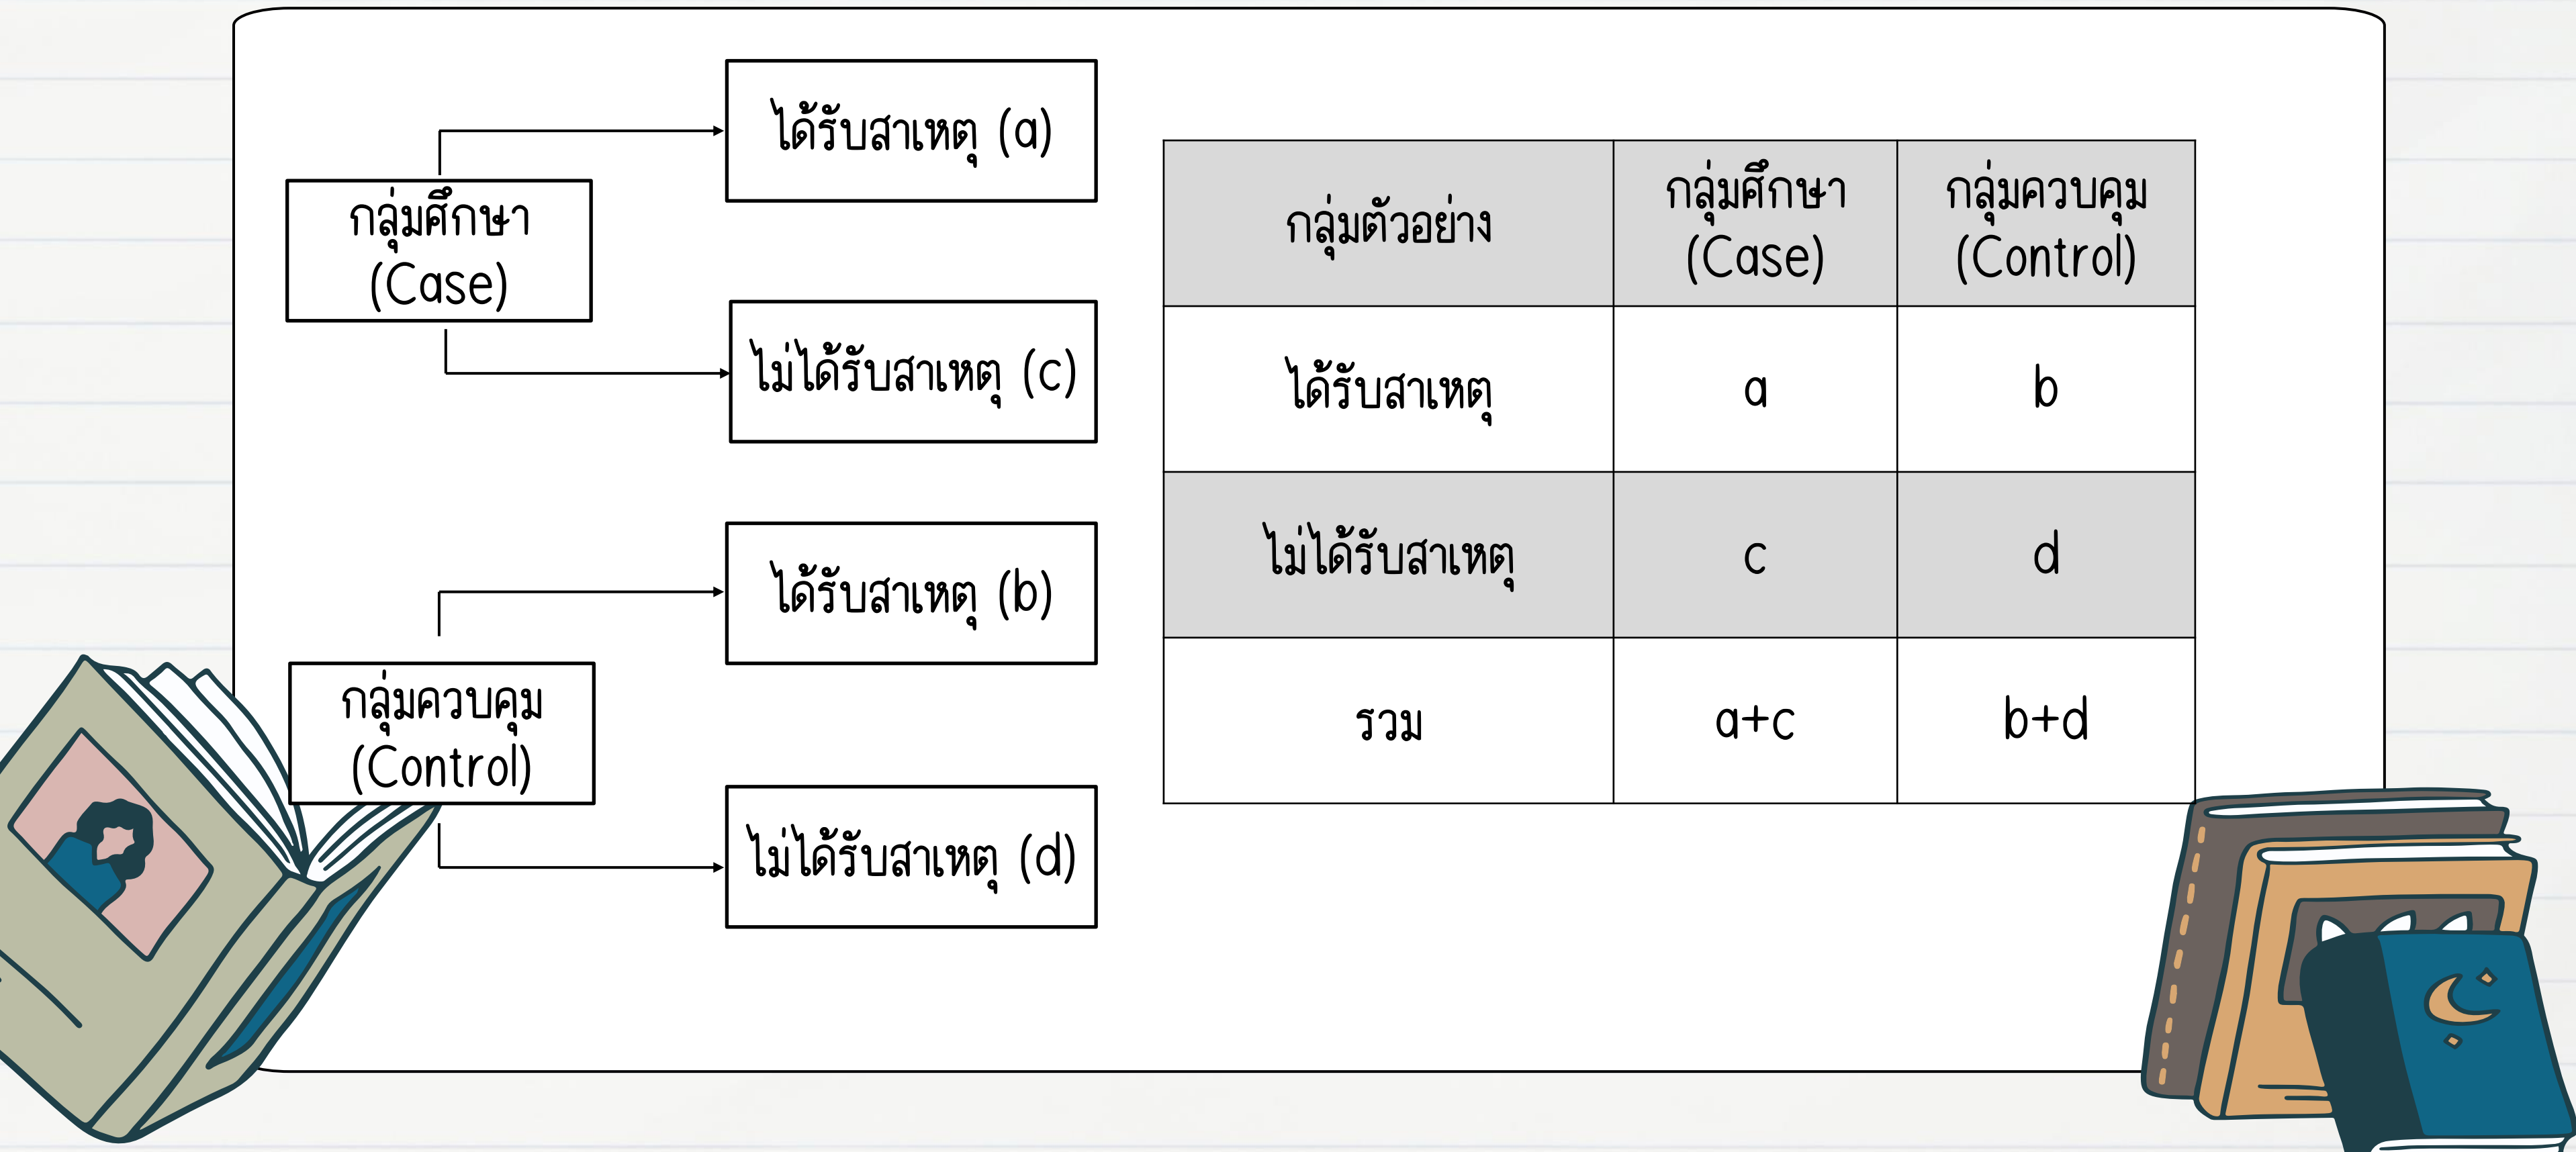 ได้รับสาเหตุ (a)
กลุ่มศึกษา
(Case)
ไม่ได้รับสาเหตุ (c)
ได้รับสาเหตุ (b)
กลุ่มควบคุม
(Control)
ไม่ได้รับสาเหตุ (d)
กลุ่มตัวอย่าง
กลุ่มศึกษา
(Case)
กลุ่มควบคุม
(Control)
ได้รับสาเหตุ
a
b
ไม่ได้รับสาเหตุ
c
d
รวม
a+c
b+d